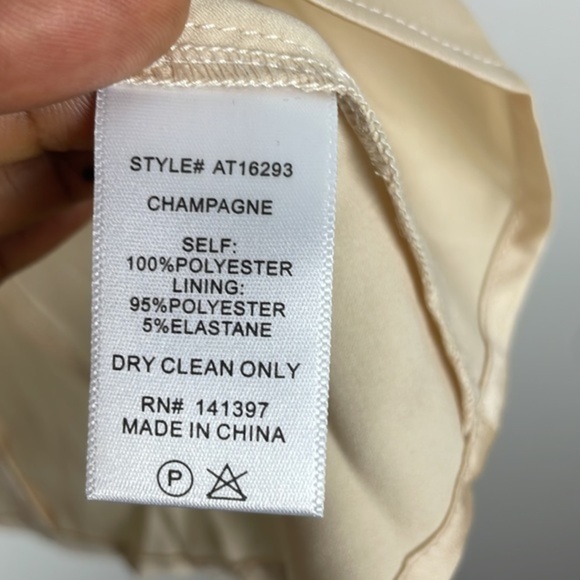 STYLE# AT16293
CHAMPAGNE
SELF:
100%POLYESTER
LINING:
95%POLYESTER
5%ELASTANE
DRY CLEAN ONLY
RN# 141397
MADE IN CHINA
P